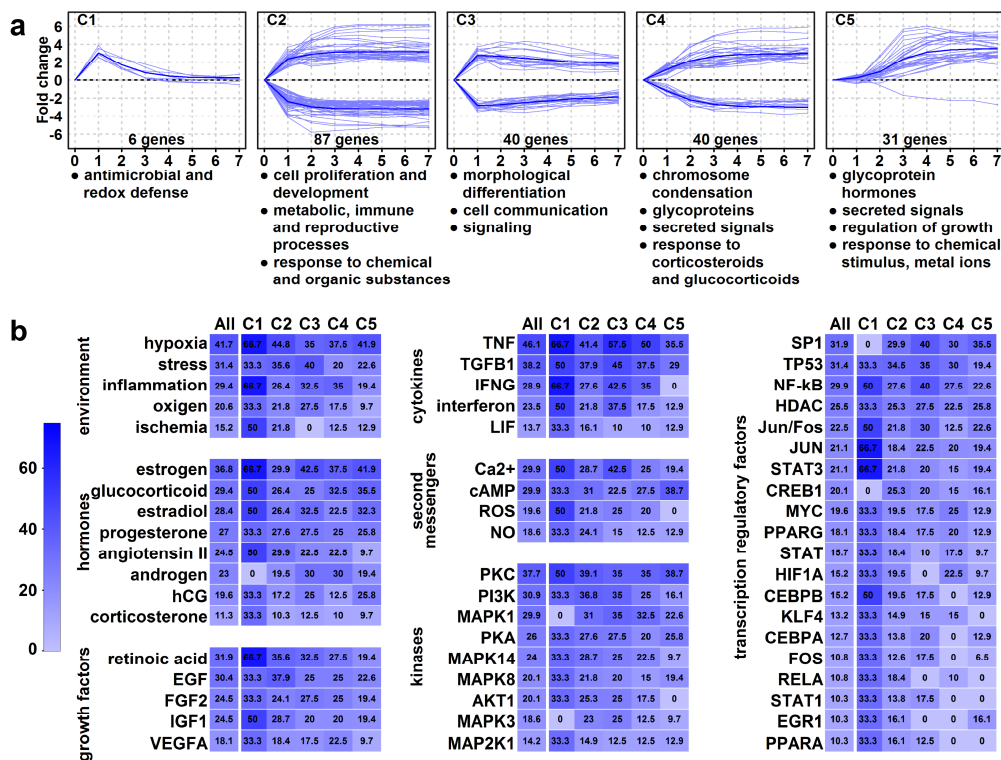 a
C1 C2 C3 C4 C5
Fold change
6
4
2
0
-2
-4
-6
6 genes 87 genes 40 genes 40 genes 31 genes
0 1 2 3 4 5 6 7 0 1 2 3 4 5 6 7 0 1 2 3 4 5 6 7 0 1 2 3 4 5 6 7 0 1 2 3 4 5 6 7
• antimicrobial and
redox defense
• cell proliferation and
development
• metabolic, immune
and reproductive
processes
• response to chemical
and organic substances
• morphological
differentiation
• cell communication
• signaling
• chromosome
condensation
• glycoproteins
• secreted signals
• response to
corticosteroids
and glucocorticoids
• glycoprotein
hormones
• secreted signals
• regulation of growth
• response to chemical
stimulus, metal ions
b
60
40
20
0
environment
All C1 C2 C3 C4 C5
hypoxia 41.7 66.7 44.8 35 37.5 41.9
stress 31.4 33.3 35.6 40 20 22.6
inflammation 29.4 66.7 26.4 32.5 35 19.4
oxigen 20.6 33.3 21.8 27.5 17.5 9.7
ischemia 15.2 50 21.8 0 12.5 12.9
hormones
estrogen 36.8 66.7 29.9 42.5 37.5 41.9
glucocorticoid 29.4 50 26.4 25 32.5 35.5
estradiol 28.4 50 26.4 32.5 22.5 32.3
progesterone 27 33.3 27.6 27.5 25 25.8
angiotensin II 24.5 50 29.9 22.5 22.5 9.7
androgen 23 0 19.5 30 30 19.4
hCG 19.6 33.3 17.2 25 12.5 25.8
corticosterone 11.3 33.3 10.3 12.5 10 9.7
growth factors
retinoic acid 31.9 66.7 35.6 32.5 27.5 19.4
EGF 30.4 33.3 37.9 25 25 22.6
FGF2 24.5 33.3 24.1 27.5 25 19.4
IGF1 24.5 50 28.7 20 20 19.4
VEGFA 18.1 33.3 18.4 17.5 22.5 9.7
cytokines
All C1 C2 C3 C4 C5
TNF 46.1 66.7 41.4 57.5 50 35.5
TGFB1 38.2 50 37.9 45 37.5 29
IFNG 28.9 66.7 27.6 42.5 35 0
interferon 23.5 50 21.8 37.5 17.5 12.9
LIF 13.7 33.3 16.1 10 10 12.9
second
messengers
Ca2+ 29.9 50 28.7 42.5 25 19.4
cAMP 29.9 33.3 31 22.5 27.5 38.7
ROS 19.6 50 21.8 25 20 0
NO 18.6 33.3 24.1 15 12.5 12.9
kinases
PKC 37.7 50 39.1 35 35 38.7
PI3K 30.9 33.3 36.8 35 25 16.1
MAPK1 29.9 0 31 35 32.5 22.6
PKA 26 33.3 27.6 27.5 20 25.8
MAPK14 24 33.3 28.7 25 22.5 9.7
MAPK8 20.1 33.3 21.8 20 15 19.4
AKT1 20.1 33.3 25.3 25 17.5 0
MAPK3 18.6 0 23 25 12.5 9.7
MAP2K1 14.2 33.3 14.9 12.5 12.5 12.9
transcription regulatory factors
All C1 C2 C3 C4 C5
SP1 31.9 0 29.9 40 30 35.5
TP53 31.4 33.3 34.5 35 30 19.4
NF-kB 29.9 50 27.6 40 27.5 22.6
HDAC 25.5 33.3 25.3 27.5 22.5 25.8
Jun/Fos 22.1 50 21.8 30 12.5 22.6
JUN 21.1 66.7 18.4 22.5 20 19.4
STAT3 21.1 66.7 21.8 20 15 19.4
CREB1 20.1 0 25.3 20 15 16.1
MYC 19.6 33.3 19.5 17.5 25 12.9
PPARG 18.1 33.3 18.4 17.5 20 12.9
STAT 15.7 33.3 18.4 10 17.5 9.7
HIF1A 15.2 33.3 19.5 0 22.5 9.7
CEBPB 15.2 50 19.5 17.5 0 12.9
KLF4 13.2 33.3 14.9 15 15 0
CEBPA 12.7 33.3 13.8 20 0 12.9
FOS 10.8 33.3 12.6 17.5 0 6.5
RELA 10.8 33.3 18.4 0 10 0
STAT1 10.3 33.3 13.8 17.5 0 0
EGR1 10.3 33.3 16.1 0 0 16.1
PPARA 10.3 33.3 16.1 12.5 0 0